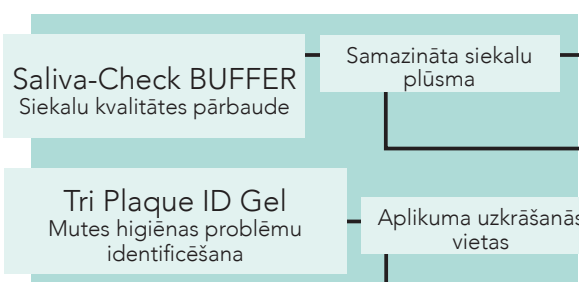 Saliva-Check BUFFER
Siekalu kvalitātes pārbaude
Samazināta siekalu
plūsma
Tri Plaque ID Gel
Mutes higiēnas problēmu
identificēšana
Aplikuma uzkrāšanās
vietas